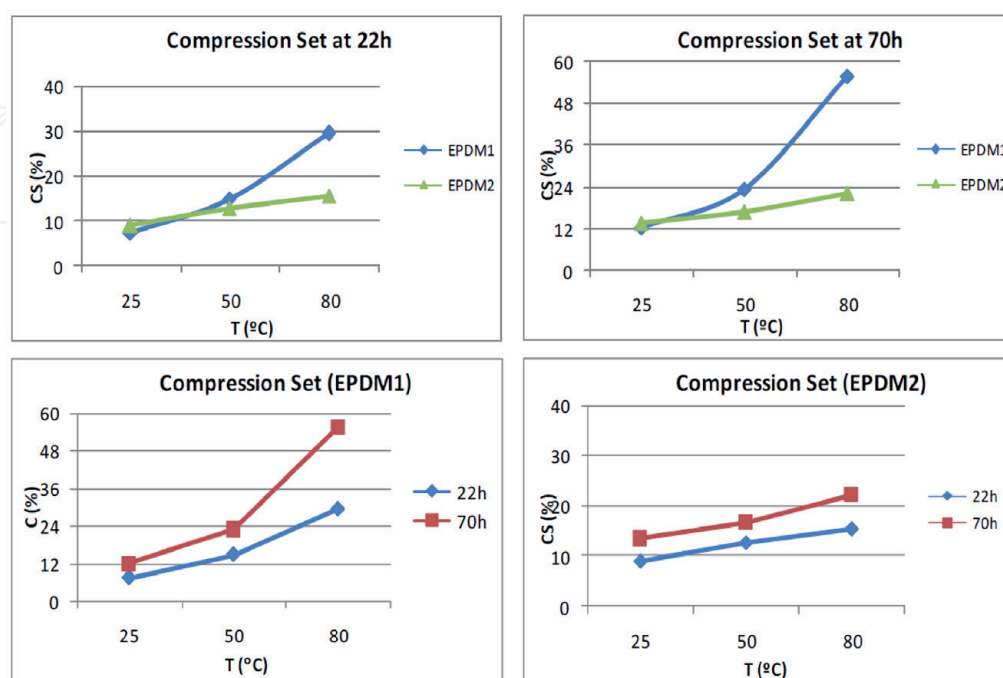 Compression Set at 22h
40
30
20
10
0
CS (%)
25 50 80
T (ºC)
EPDM1
EPDM2
Compression Set at 70h
60
48
36
24
12
0
CS (%)
25 50 80
T (ºC)
EPDM1
EPDM2
Compression Set (EPDM1)
60
48
36
24
12
0
C (%)
25 50 80
T (°C)
22h
70h
Compression Set (EPDM2)
40
30
20
10
0
CS (%)
25 50 80
T (ºC)
22h
70h